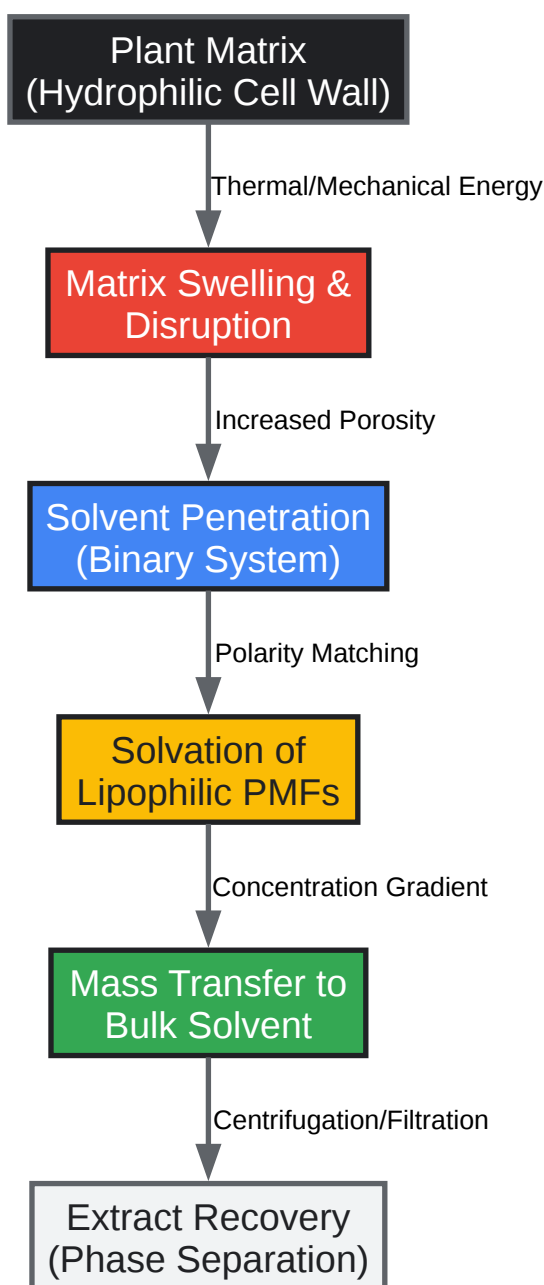 Plant Matrix
(Hydrophilic Cell Wall)
Thermal/Mechanical Energy
Matrix Swelling &
Disruption
Increased Porosity
Solvent Penetration
(Binary System)
Polarity Matching
Solvation of
Lipophilic PMFs
Concentration Gradient
Mass Transfer to
Bulk Solvent
Centrifugation/Filtration
Extract Recovery
(Phase Separation)